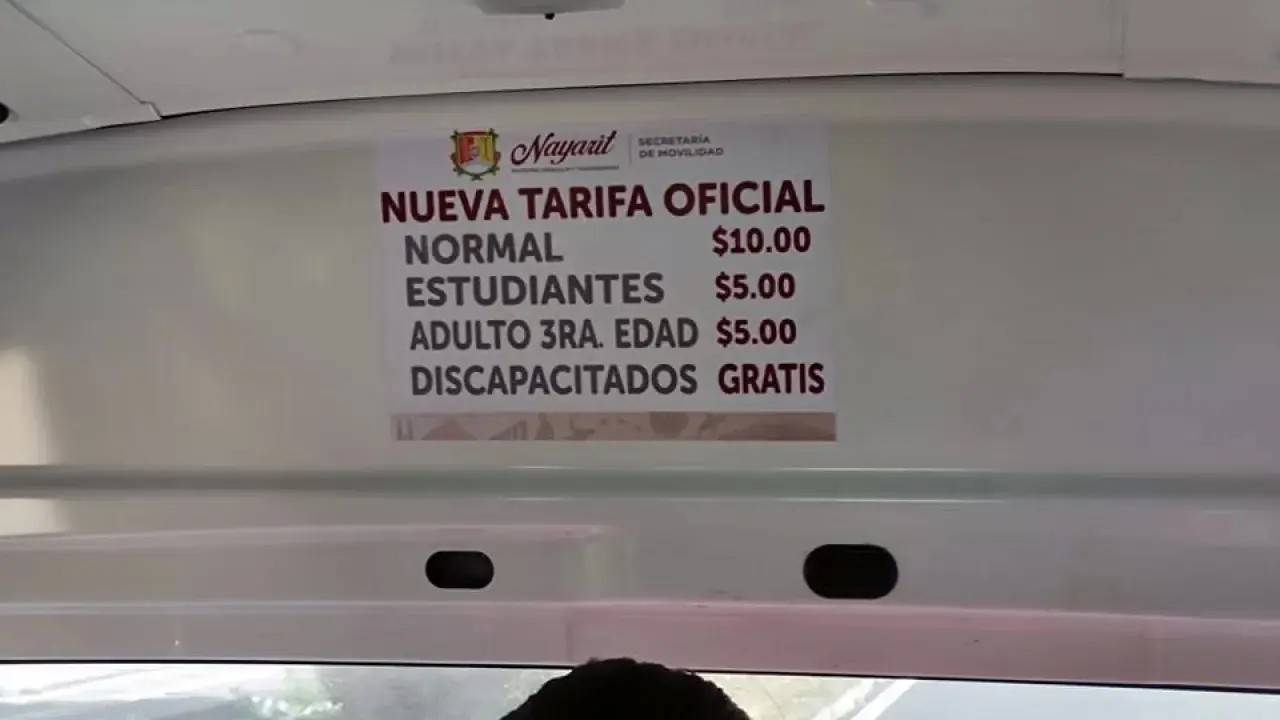 Nayarit
SECRETARÍA
DE MOVILIDAD
NUEVA TARIFA OFICIAL
NORMAL $10.00
ESTUDIANTES $5.00
ADULTO 3RA. EDAD $5.00
DISCAPACITADOS GRATIS